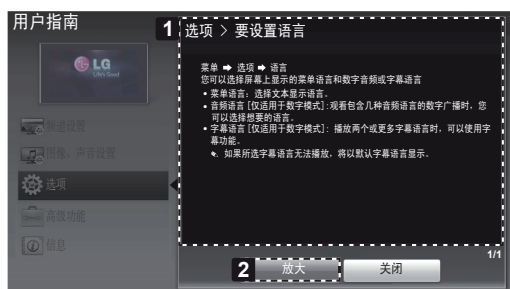 用户指南
1
LG
Life's Good
频道设置
图像、声音设置
选项
高级功能
信息
选项 > 要设置语言
菜单 ➡ 选项 ➡ 语言
您可以选择屏幕上显示的菜单语言和数字音频或字幕语言
• 菜单语言: 选择文本显示语言。
• 音频语言[仅适用于数字模式]: 观看包含几种音频语言的数字广播时, 您
可以选择想要的语言。
• 字幕语言[仅适用于数字模式]: 播放两个或更多字幕语言时, 可以使用字
幕功能。
如果所选字幕语言无法播放, 将以默认字幕语言显示。
1/1
2
放大
关闭